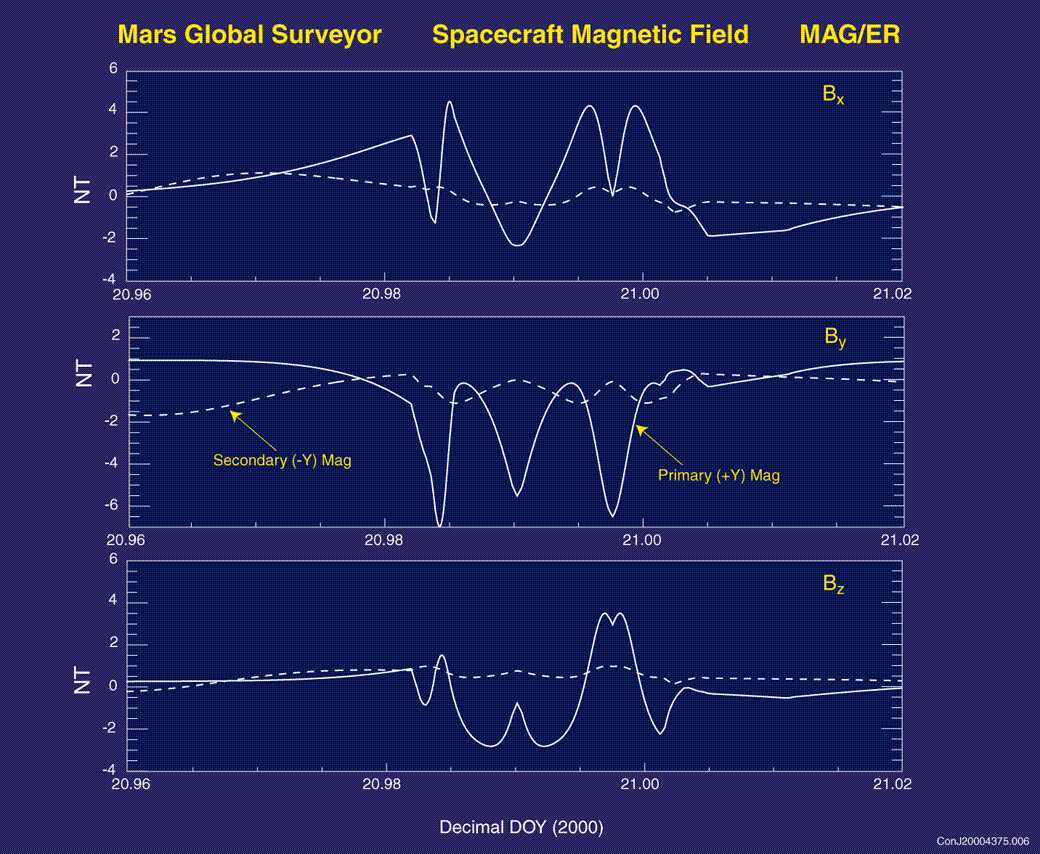 Mars Global Surveyor Spacecraft Magnetic Field MAG/ER
6
4
2
0
-2
-4
NT
Bx
20.96 20.98 21.00 21.02
2
0
-2
-4
-6
NT
By
Secondary (-Y) Mag
Primary (+Y) Mag
20.96 20.98 21.00 21.02
6
4
2
0
-2
-4
NT
Bz
20.96 20.98 21.00 21.02
Decimal DOY (2000)
ConJ20004375.006